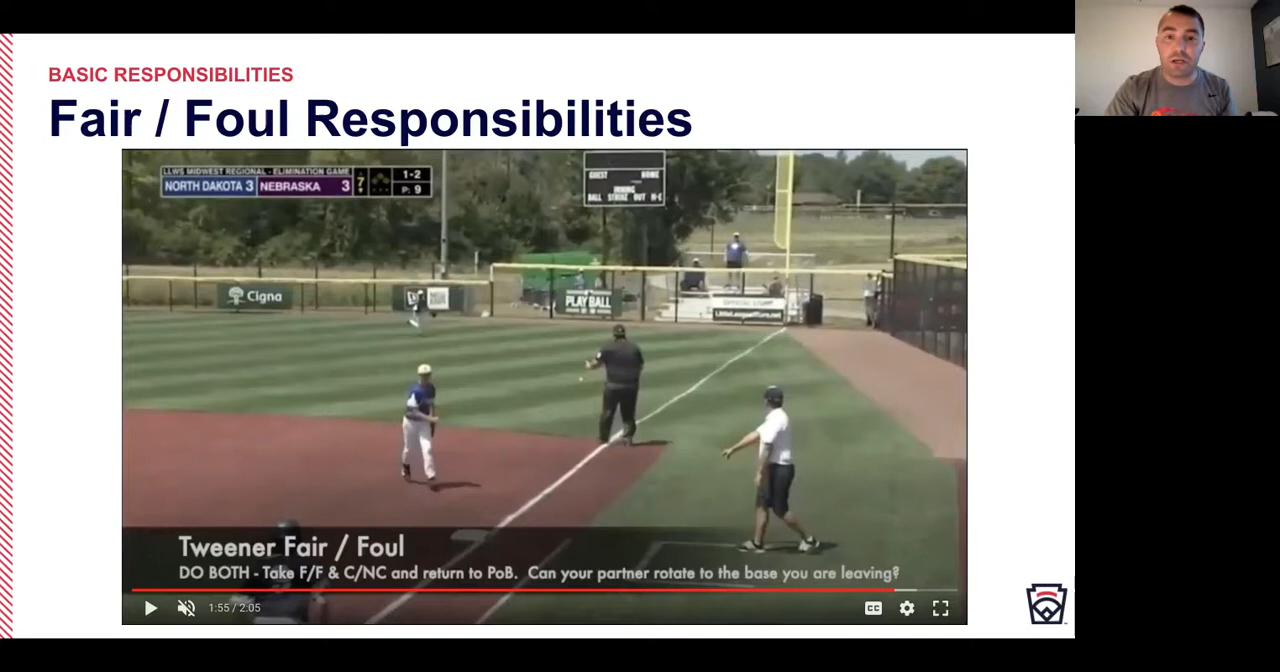 BASIC RESPONSIBILITIES
Fair / Foul Responsibilities
LLWS MIDWEST REGIONAL - ELIMINATION GAME
NORTH DAKOTA 3 NEBRASKA 3 7 1-2
P: 9
GUEST HOME
INNING
BALL STRIKE OUT H-E
Cigna
PLAY BALL
LittleLeagueStore.net
Tweener Fair / Foul
DO BOTH - Take F/F & C/NC and return to PoB. Can your partner rotate to the base you are leaving?
1:55 / 2:05
CC